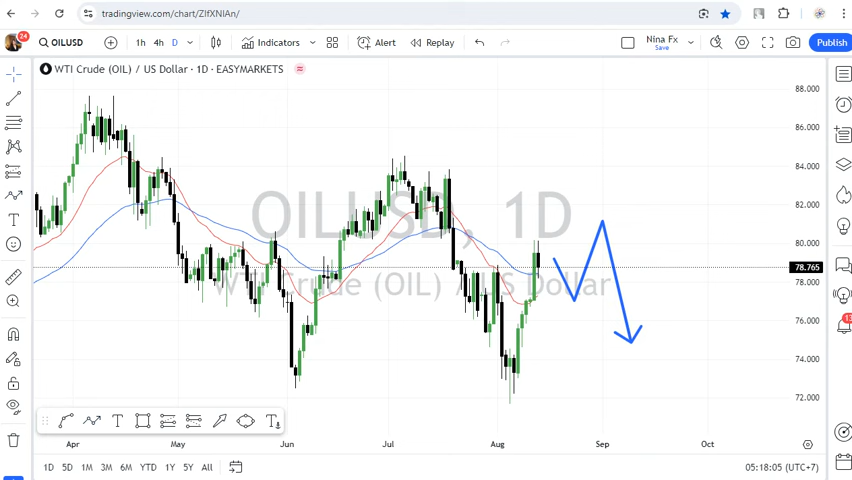 tradingview.com/chart/ZIfXNIAn/
24
OILUSD
1h 4h D
Indicators
Alert
Replay
Nina Fx
Save
Publish
WTI Crude (OIL) / US Dollar · 1D · EASYMARKETS
OILUSD, 1D
WTI Crude (OIL) / US Dollar
88.000
86.000
84.000
82.000
80.000
78.765
78.000
76.000
74.000
72.000
Apr May Jun Jul Aug Sep Oct
1D 5D 1M 3M 6M YTD 1Y 5Y All
05:18:05 (UTC+7)